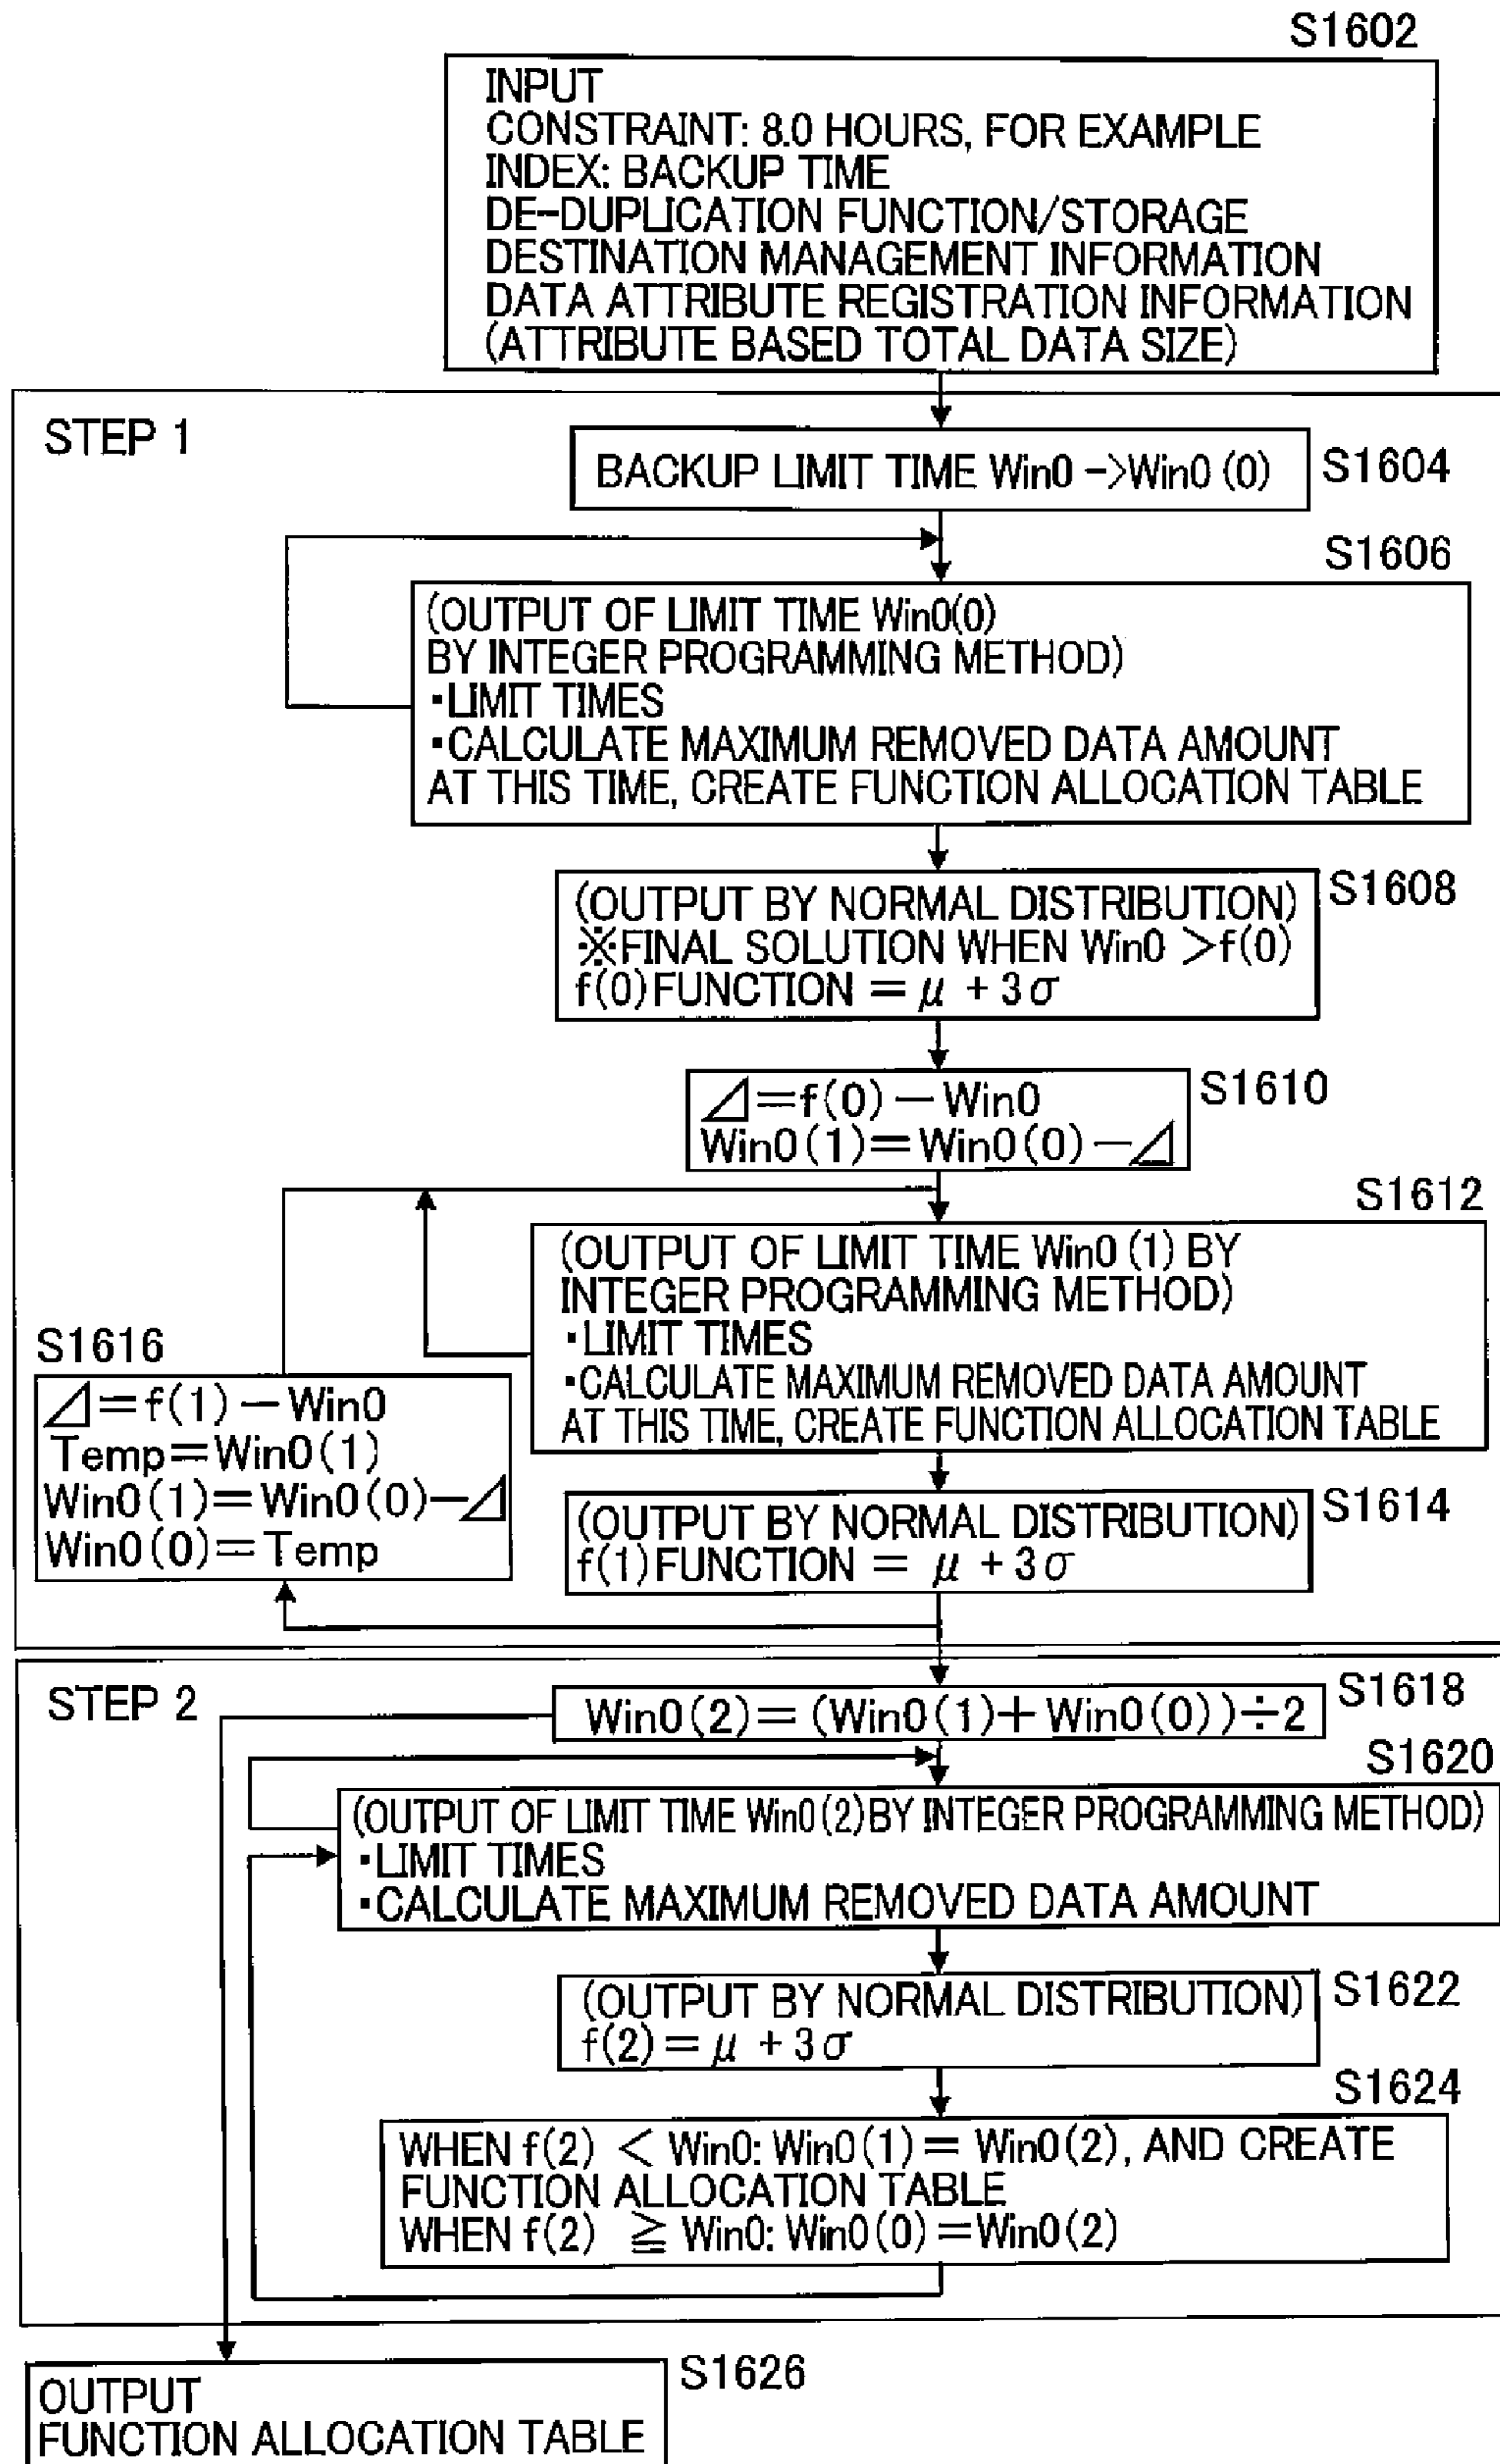 S1602
INPUT
CONSTRAINT: 8.0 HOURS, FOR EXAMPLE
INDEX: BACKUP TIME
DE-DUPLICATION FUNCTION/STORAGE
DESTINATION MANAGEMENT INFORMATION
DATA ATTRIBUTE REGISTRATION INFORMATION
(ATTRIBUTE BASED TOTAL DATA SIZE)
STEP 1
BACKUP LIMIT TIME Win0 ->Win0 (0)
S1604
S1606
(OUTPUT OF LIMIT TIME Win0(0)
BY INTEGER PROGRAMMING METHOD)
・LIMIT TIMES
・CALCULATE MAXIMUM REMOVED DATA AMOUNT
AT THIS TIME, CREATE FUNCTION ALLOCATION TABLE
S1608
(OUTPUT BY NORMAL DISTRIBUTION)
※FINAL SOLUTION WHEN Win0 >f(0)
f(0)FUNCTION = μ + 3σ
S1610
⊿=f(0)-Win0
Win0(1)=Win0(0)-⊿
S1612
(OUTPUT OF LIMIT TIME Win0 (1) BY
INTEGER PROGRAMMING METHOD)
・LIMIT TIMES
・CALCULATE MAXIMUM REMOVED DATA AMOUNT
AT THIS TIME, CREATE FUNCTION ALLOCATION TABLE
S1616
⊿=f(1)-Win0
Temp=Win0(1)
Win0(1)=Win0(0)-⊿
Win0(0)=Temp
S1614
(OUTPUT BY NORMAL DISTRIBUTION)
f(1)FUNCTION = μ + 3σ
STEP 2
Win0(2)=(Win0(1)+Win0(0))÷2
S1618
S1620
(OUTPUT OF LIMIT TIME Win0(2)BY INTEGER PROGRAMMING METHOD)
・LIMIT TIMES
・CALCULATE MAXIMUM REMOVED DATA AMOUNT
S1622
(OUTPUT BY NORMAL DISTRIBUTION)
f(2)=μ + 3σ
S1624
WHEN f(2) < Win0: Win0(1)= Win0(2), AND CREATE
FUNCTION ALLOCATION TABLE
WHEN f(2) ≧ Win0: Win0(0)=Win0(2)
S1626
OUTPUT
FUNCTION ALLOCATION TABLE